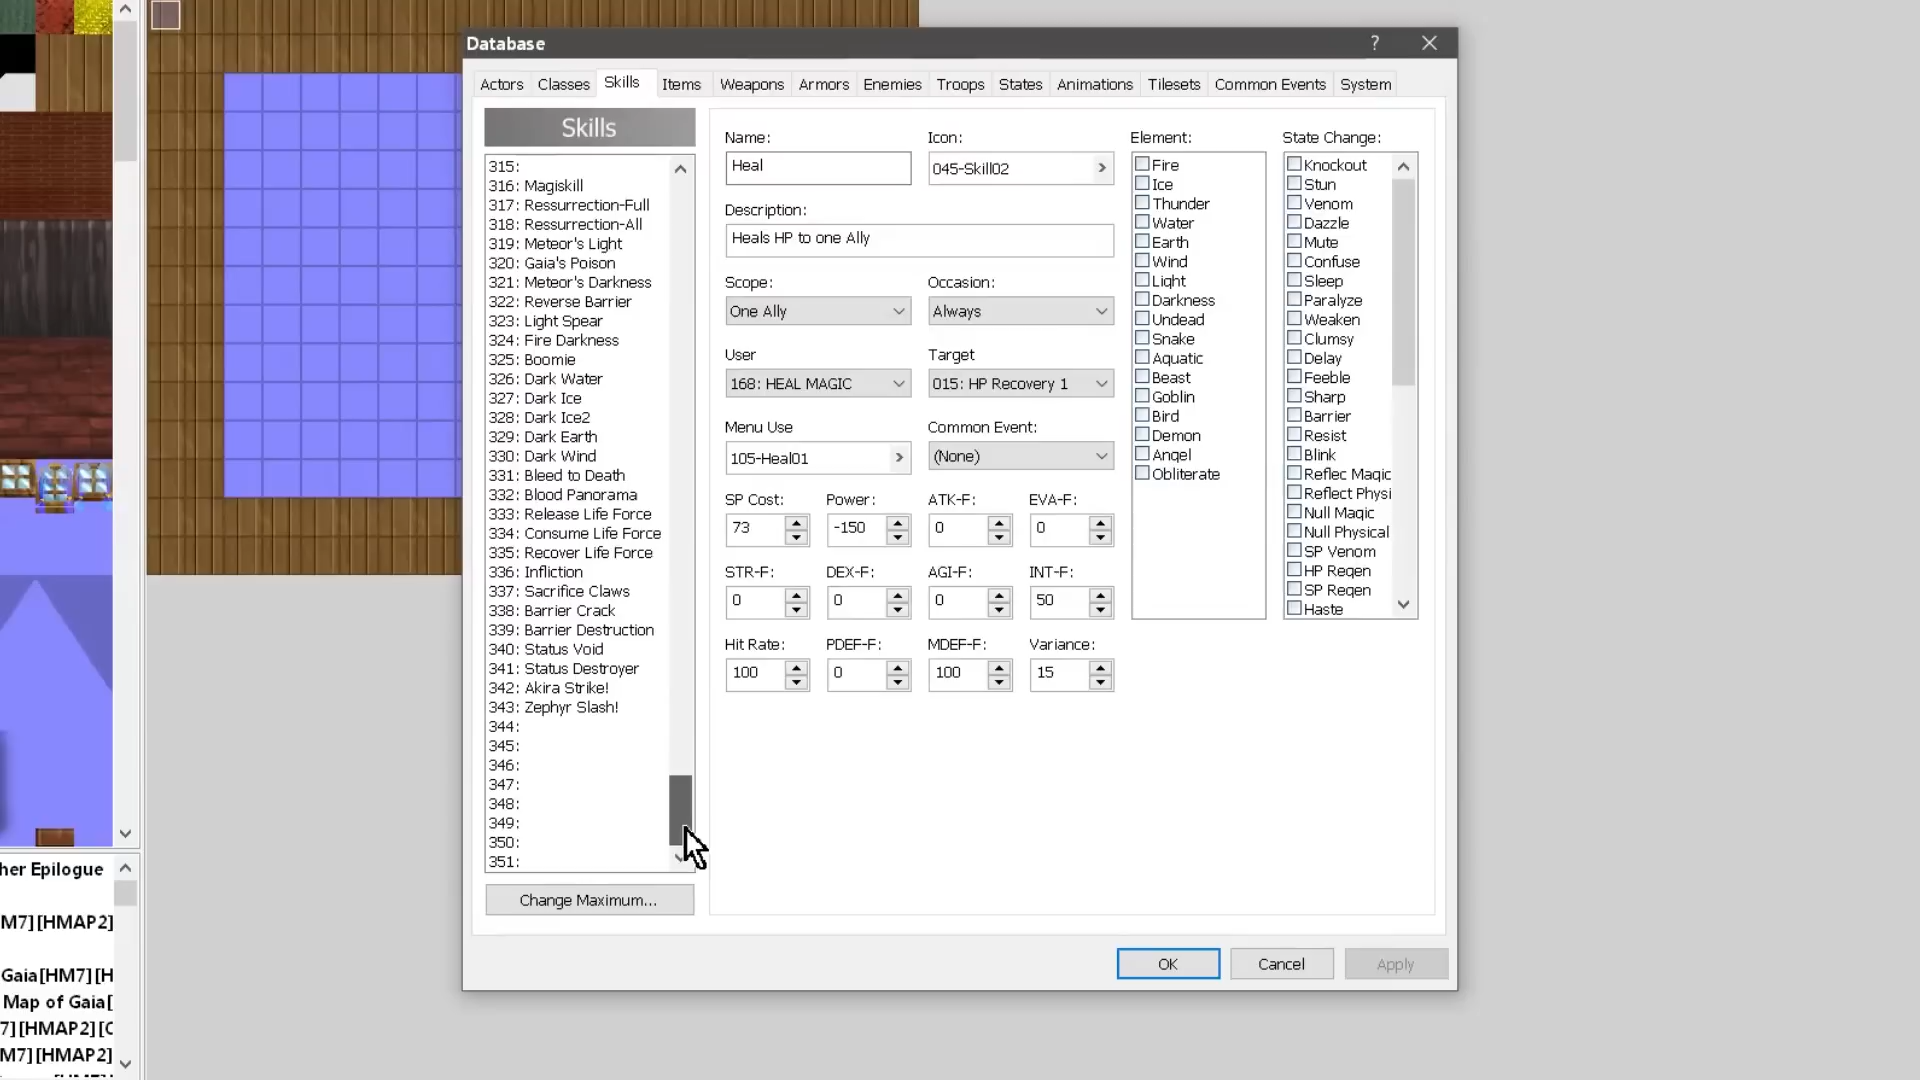 Database
?
Actors Classes Skills Items Weapons Armors Enemies Troops States Animations Tilesets Common Events System
Skills
315:
316: Magiskill
317: Ressurrection-Full
318: Ressurrection-All
319: Meteor's Light
320: Gaia's Poison
321: Meteor's Darkness
322: Reverse Barrier
323: Light Spear
324: Fire Darkness
325: Boomie
326: Dark Water
327: Dark Ice
328: Dark Ice2
329: Dark Earth
330: Dark Wind
331: Bleed to Death
332: Blood Panorama
333: Release Life Force
334: Consume Life Force
335: Recover Life Force
336: Infliction
337: Sacrifice Claws
338: Barrier Crack
339: Barrier Destruction
340: Status Void
341: Status Destroyer
342: Akira Strike!
343: Zephyr Slash!
344:
345:
346:
347:
348:
349:
350:
351:
Change Maximum...
Name: Icon:
Heal 045-Skill02
Description:
Heals HP to one Ally
Scope: Occasion:
One Ally Always
User Target
168: HEAL MAGIC 015: HP Recovery 1
Menu Use Common Event:
105-Heal01 (None)
SP Cost: Power: ATK-F: EVA-F:
73 -150 0 0
STR-F: DEX-F: AGI-F: INT-F:
0 0 0 50
Hit Rate: PDEF-F: MDEF-F: Variance:
100 0 100 15
Element:
Fire
Ice
Thunder
Water
Earth
Wind
Light
Darkness
Undead
Snake
Aquatic
Beast
Goblin
Bird
Demon
Angel
Obliterate
State Change:
Knockout
Stun
Venom
Dazzle
Mute
Confuse
Sleep
Paralyze
Weaken
Clumsy
Delay
Feeble
Sharp
Barrier
Resist
Blink
Reflec Magic
Reflect Physi
Null Magic
Null Physical
SP Venom
HP Regen
SP Regen
Haste
OK Cancel Apply
her Epilogue
M7][HMAP2]
Gaia[HM7][H
Map of Gaia[
7][HMAP2][C
M7][HMAP2]